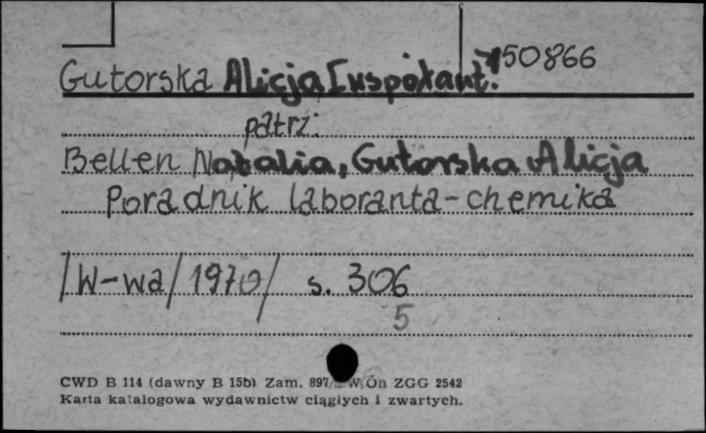 150866
Gutorska Alicja [współaut.]
patrz:
Bellen Natalia, Gutorska Alicja
Poradnik laboranta-chemika
/W-wa/ 1970/ s. 306
5
CWD B 114 (dawny B 15b) Zam. 897 W. On ZGG 2542
Karta katalogowa wydawnictw ciągłych i zwartych.